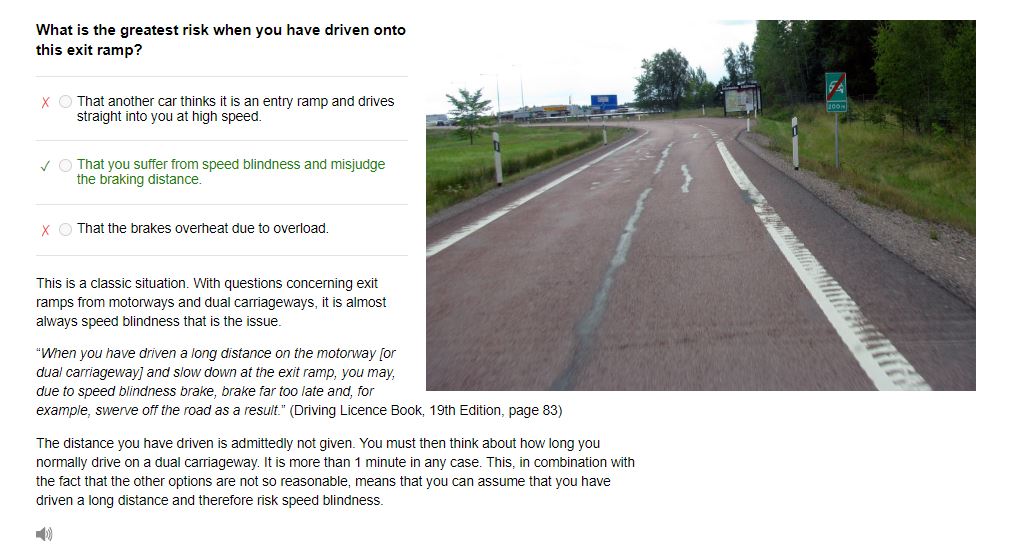 What is the greatest risk when you have driven onto
this exit ramp?
That another car thinks it is an entry ramp and drives
straight into you at high speed.
That you suffer from speed blindness and misjudge
the braking distance.
That the brakes overheat due to overload.
This is a classic situation. With questions concerning exit
ramps from motorways and dual carriageways, it is almost
always speed blindness that is the issue.
“When you have driven a long distance on the motorway [or
dual carriageway] and slow down at the exit ramp, you may,
due to speed blindness brake, brake far too late and, for
example, swerve off the road as a result.” (Driving Licence Book, 19th Edition, page 83)
The distance you have driven is admittedly not given. You must then think about how long you
normally drive on a dual carriageway. It is more than 1 minute in any case. This, in combination with
the fact that the other options are not so reasonable, means that you can assume that you have
driven a long distance and therefore risk speed blindness.
200m